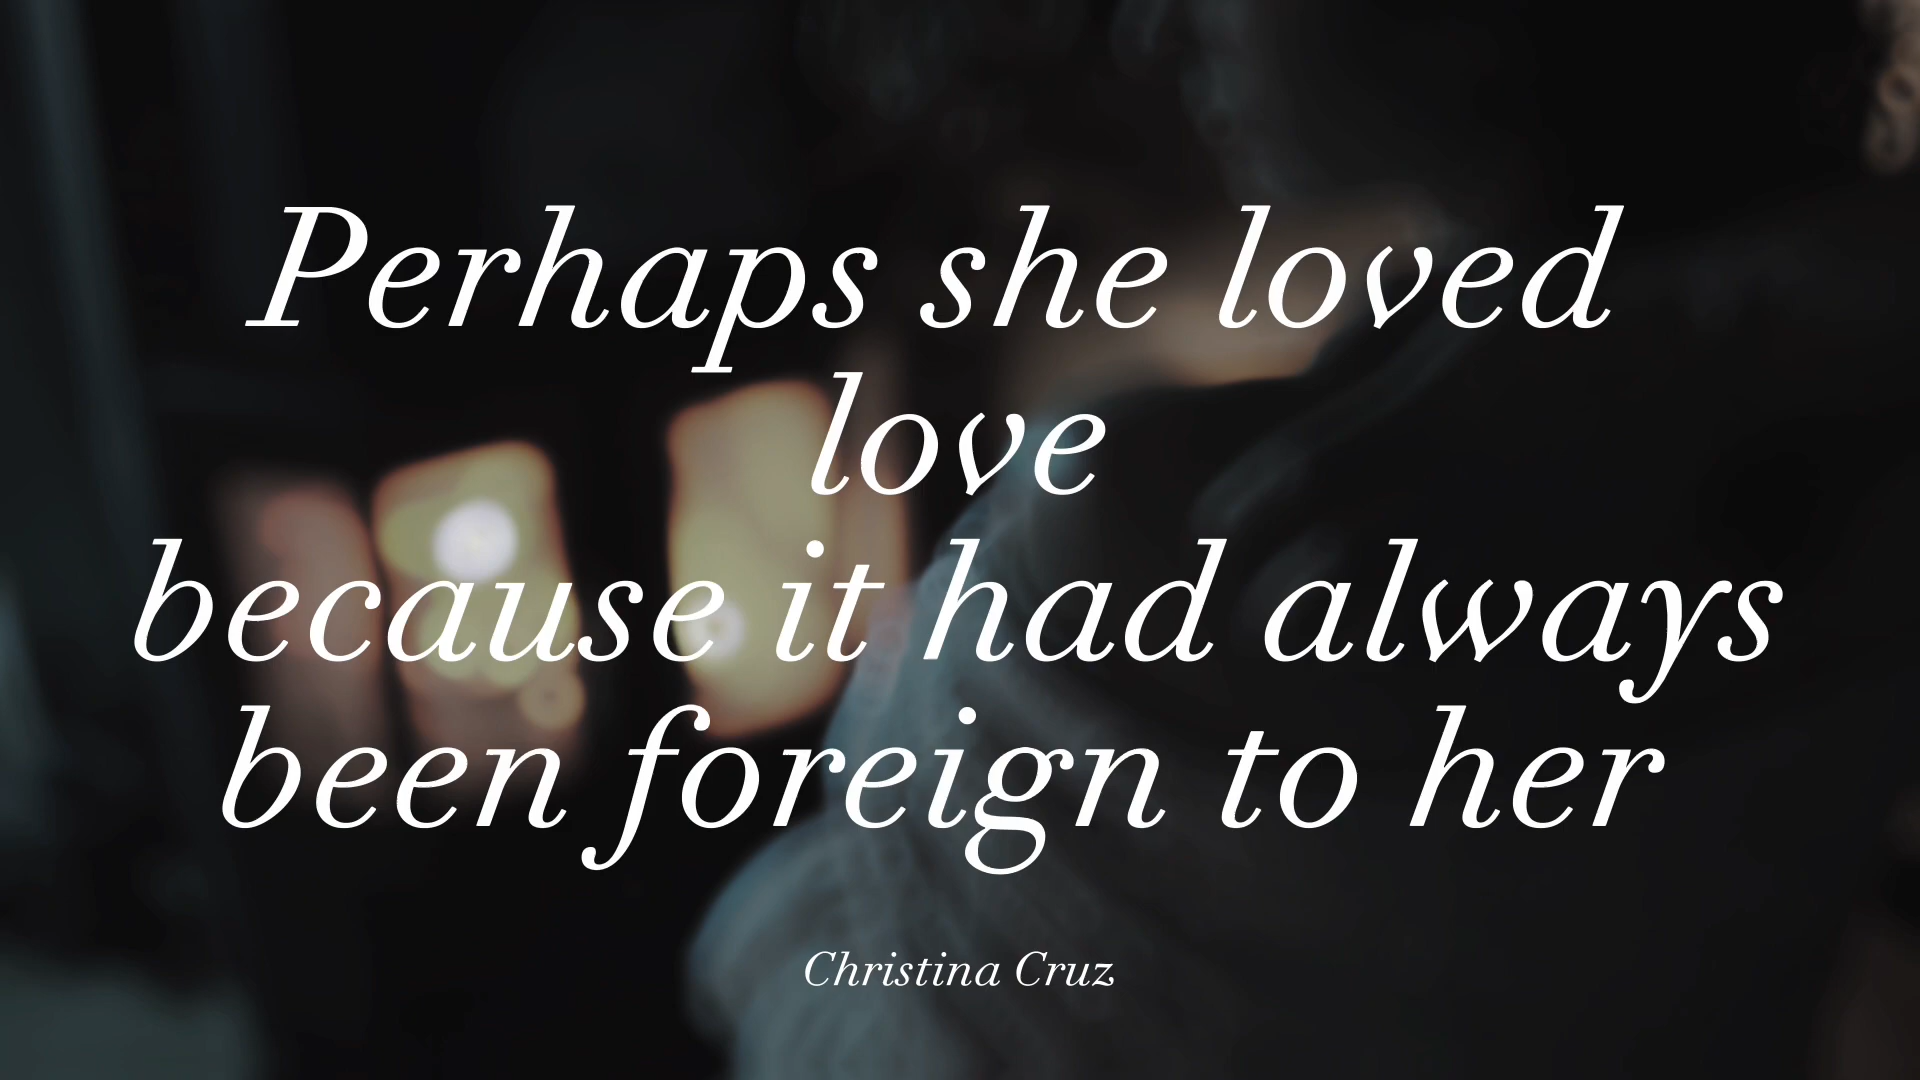 Perhaps she loved
love
because it had always
been foreign to her
Christina Cruz